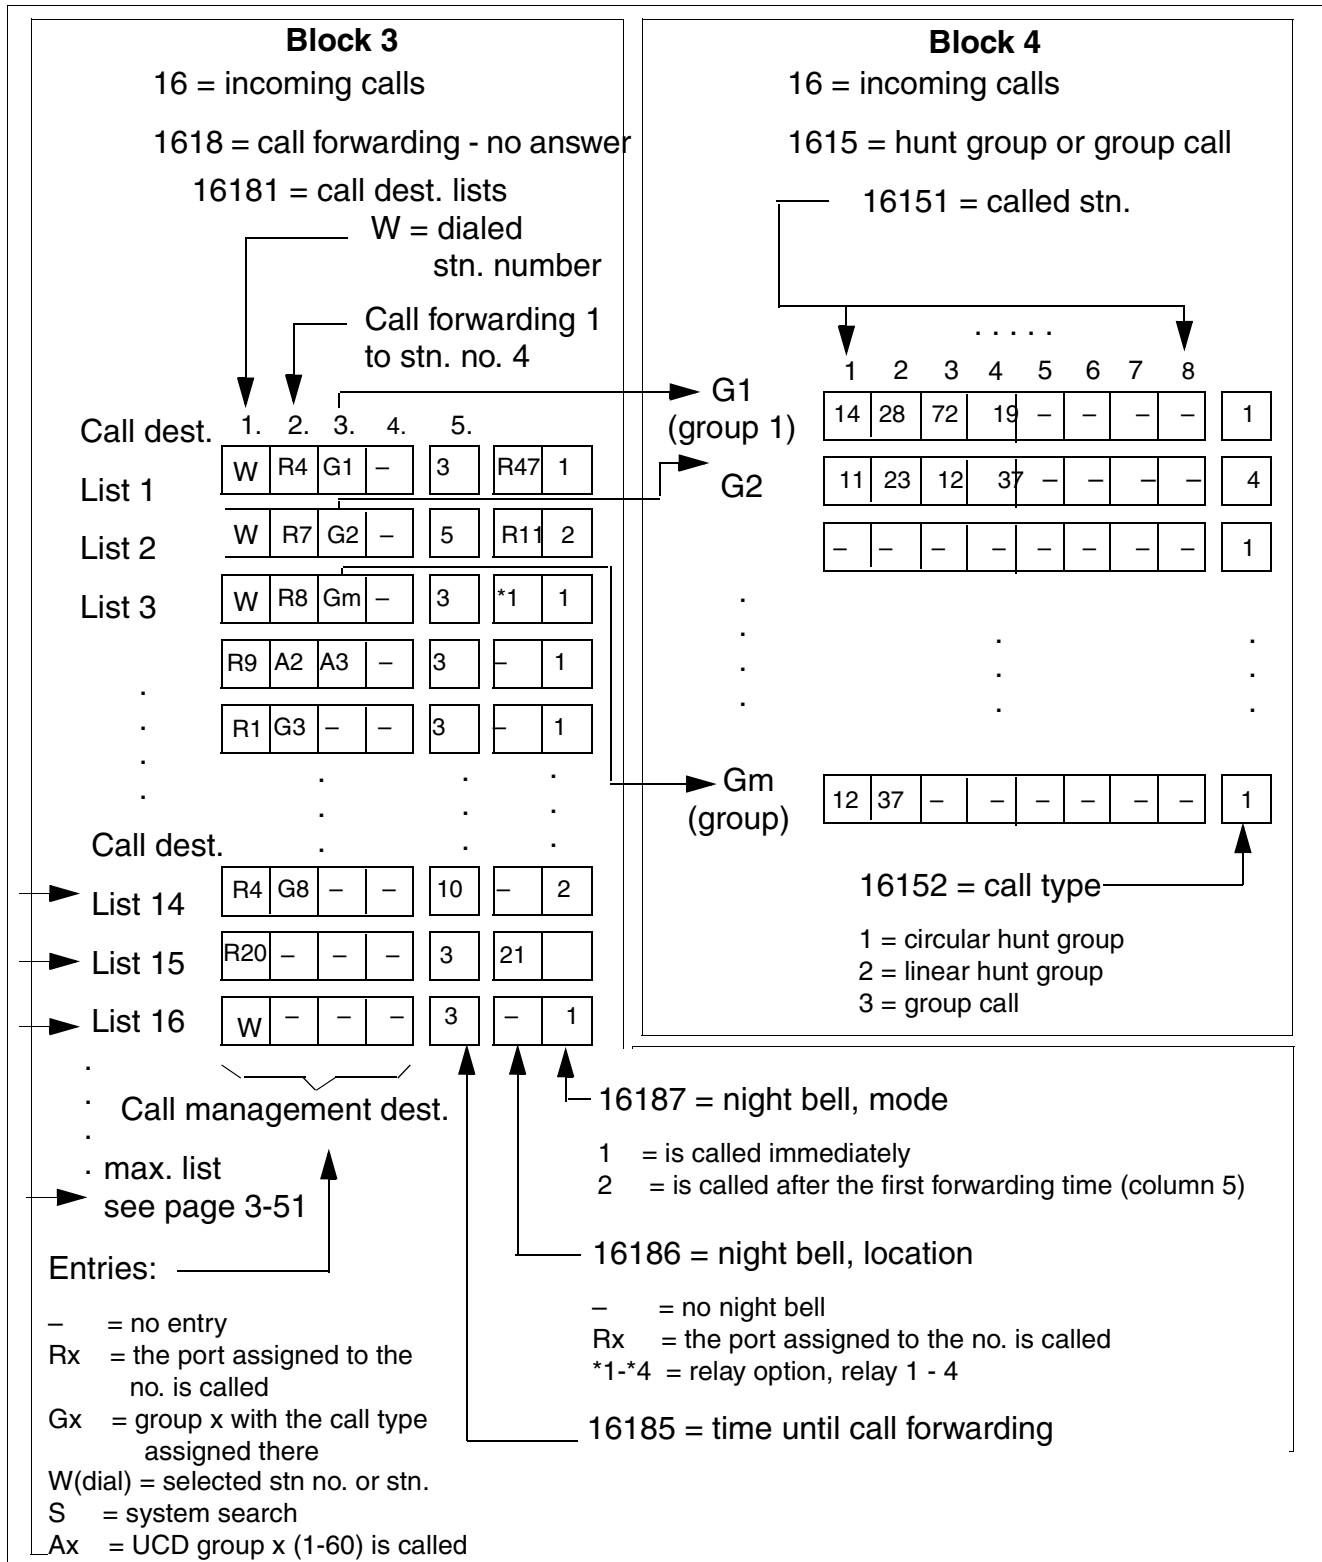 Block 3
16 = incoming calls
1618 = call forwarding - no answer
16181 = call dest. lists
W = dialed
stn. number
Call forwarding 1
to stn. no. 4
Call dest. 1. 2. 3. 4. 5.
List 1 W R4 G1 – 3 R47 1
List 2 W R7 G2 – 5 R11 2
List 3 W R8 Gm – 3 *1 1
R9 A2 A3 – 3 – 1
R1 G3 – – 3 – 1
Call dest.
List 14 R4 G8 – – 10 – 2
List 15 R20 – – – 3 21
List 16 W – – – 3 – 1
Call management dest.
max. list
see page 3-51
Entries:
– = no entry
Rx = the port assigned to the
no. is called
Gx = group x with the call type
assigned there
W(dial) = selected stn no. or stn.
S = system search
Ax = UCD group x (1-60) is called
Block 4
16 = incoming calls
1615 = hunt group or group call
16151 = called stn.
. . . . .
1 2 3 4 5 6 7 8
G1
(group 1)
14 28 72 19 – – – – 1
G2 11 23 12 37 – – – – 4
– – – – – – – – 1
Gm
(group)
12 37 – – – – – – 1
16152 = call type
1 = circular hunt group
2 = linear hunt group
3 = group call
16187 = night bell, mode
1 = is called immediately
2 = is called after the first forwarding time (column 5)
16186 = night bell, location
– = no night bell
Rx = the port assigned to the no. is called
*1-*4 = relay option, relay 1 - 4
16185 = time until call forwarding